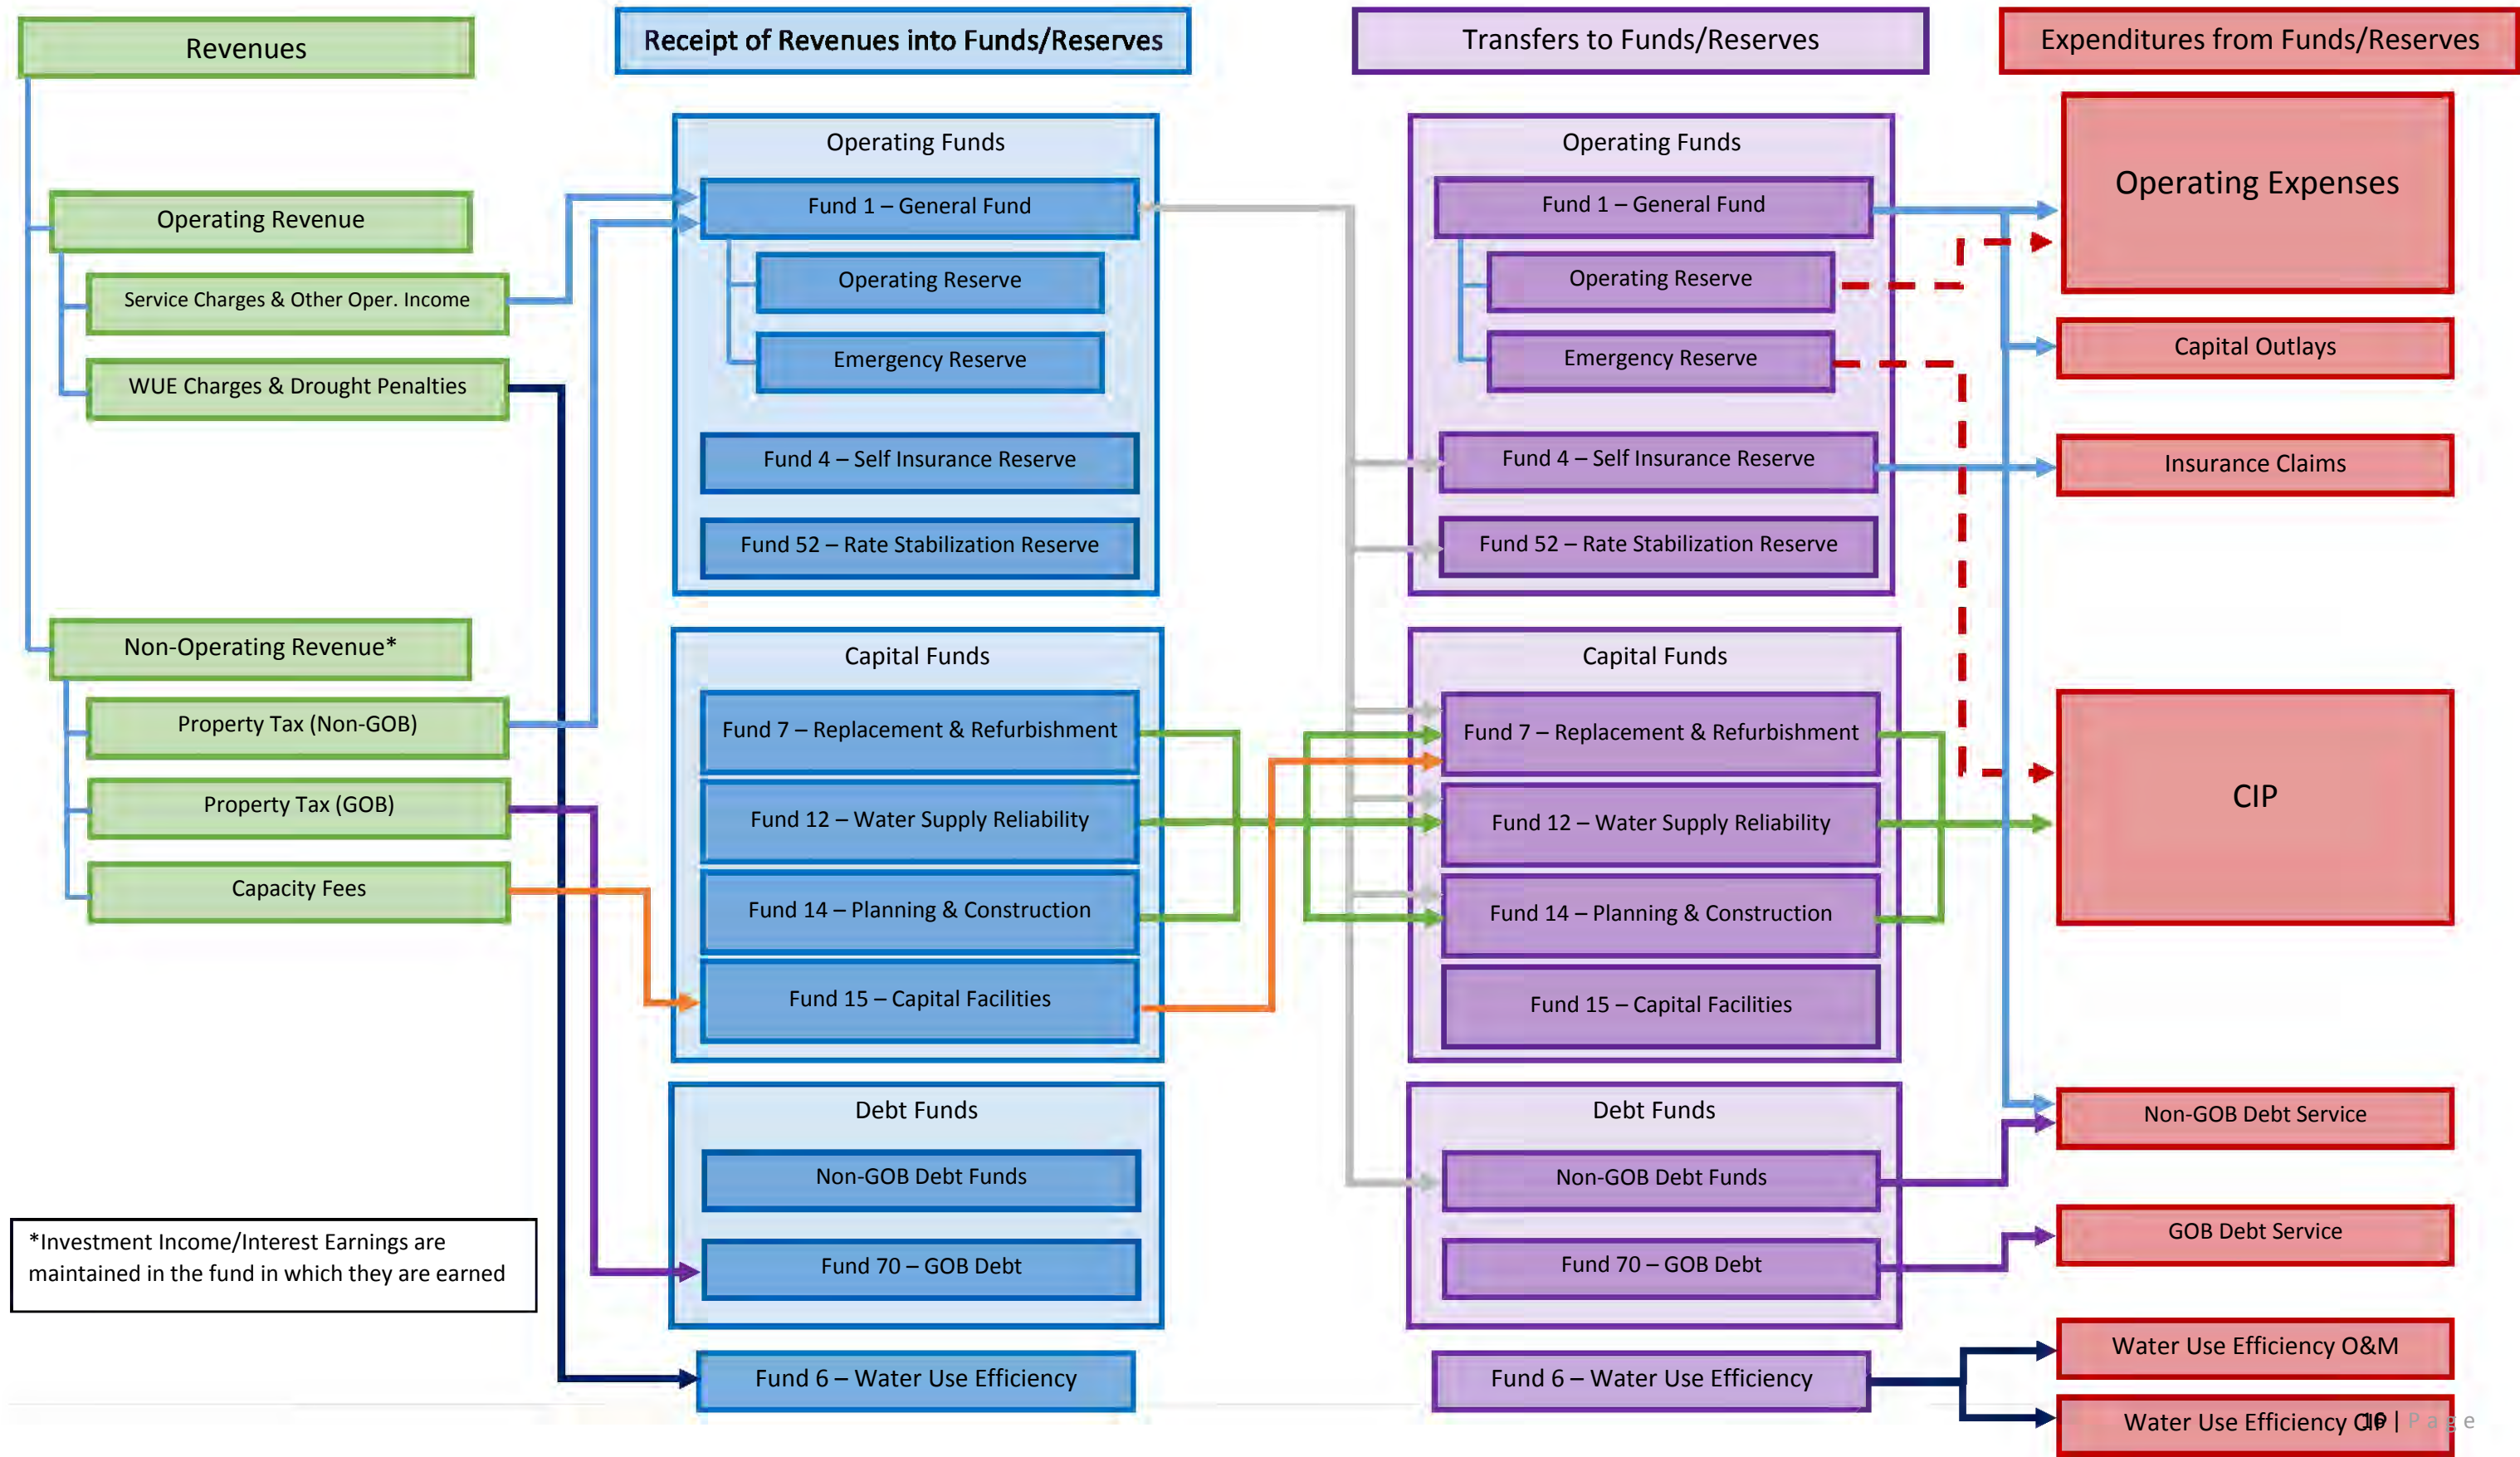 Revenues
Operating Revenue
Service Charges & Other Oper. Income
WUE Charges & Drought Penalties
Non-Operating Revenue*
Property Tax (Non-GOB)
Property Tax (GOB)
Capacity Fees
*Investment Income/Interest Earnings are
maintained in the fund in which they are earned
Receipt of Revenues into Funds/Reserves
Operating Funds
Fund 1 – General Fund
Operating Reserve
Emergency Reserve
Fund 4 – Self Insurance Reserve
Fund 52 – Rate Stabilization Reserve
Capital Funds
Fund 7 – Replacement & Refurbishment
Fund 12 – Water Supply Reliability
Fund 14 – Planning & Construction
Fund 15 – Capital Facilities
Debt Funds
Non-GOB Debt Funds
Fund 70 – GOB Debt
Fund 6 – Water Use Efficiency
Transfers to Funds/Reserves
Operating Funds
Fund 1 – General Fund
Operating Reserve
Emergency Reserve
Fund 4 – Self Insurance Reserve
Fund 52 – Rate Stabilization Reserve
Capital Funds
Fund 7 – Replacement & Refurbishment
Fund 12 – Water Supply Reliability
Fund 14 – Planning & Construction
Fund 15 – Capital Facilities
Debt Funds
Non-GOB Debt Funds
Fund 70 – GOB Debt
Fund 6 – Water Use Efficiency
Expenditures from Funds/Reserves
Operating Expenses
Capital Outlays
Insurance Claims
CIP
Non-GOB Debt Service
GOB Debt Service
Water Use Efficiency O&M
Water Use Efficiency CIP
16 | Page